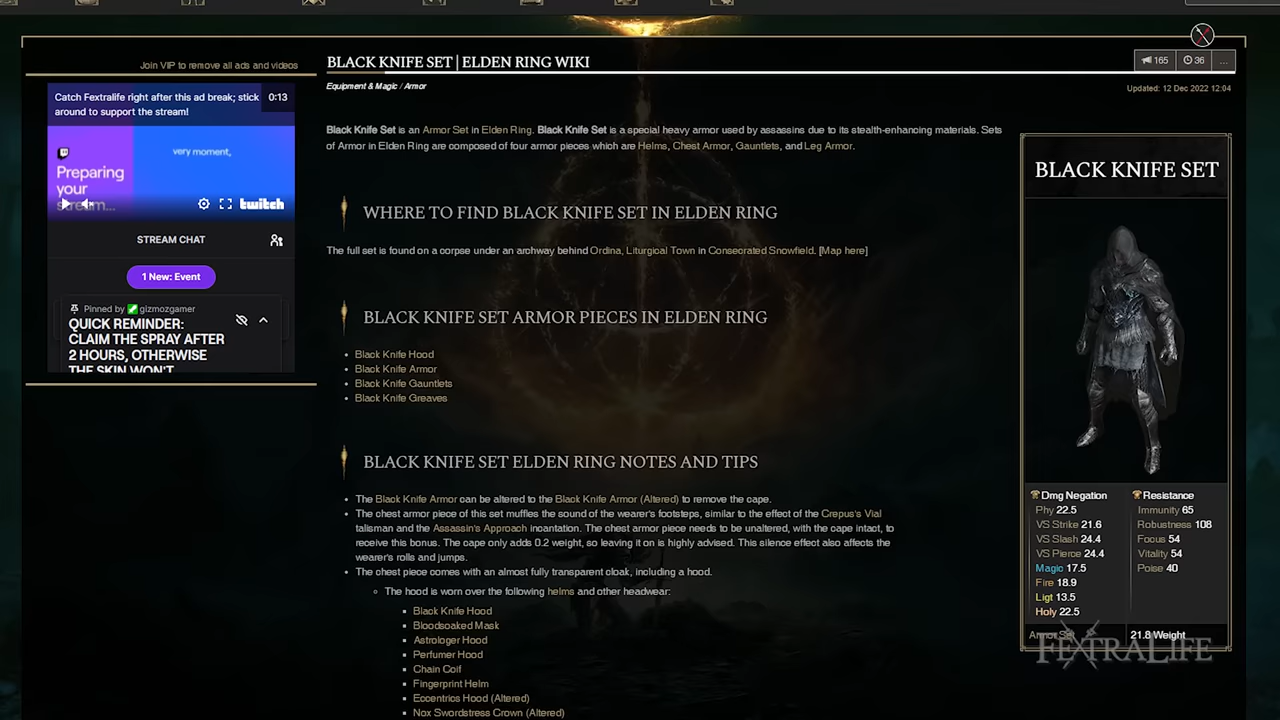 BLACK KNIFE SET | ELDEN RING WIKI
165
36
...
Equipment & Magic / Armor
Updated: 12 Dec 2022 12:04
Join VIP to remove all ads and videos
Catch Fextralife right after this ad break; stick
around to support the stream!
0:13
very moment,
Preparing
your
stream...
twitch
STREAM CHAT
1 New: Event
Pinned by gizmozgamer
QUICK REMINDER:
CLAIM THE SPRAY AFTER
2 HOURS, OTHERWISE
THE SKIN WON'T
Black Knife Set is an Armor Set in Elden Ring. Black Knife Set is a special heavy armor used by assassins due to its stealth-enhancing materials. Sets
of Armor in Elden Ring are composed of four armor pieces which are Helms, Chest Armor, Gauntlets, and Leg Armor.
WHERE TO FIND BLACK KNIFE SET IN ELDEN RING
The full set is found on a corpse under an archway behind Ordina, Liturgical Town in Consecrated Snowfield. [Map here]
BLACK KNIFE SET ARMOR PIECES IN ELDEN RING
Black Knife Hood
Black Knife Armor
Black Knife Gauntlets
Black Knife Greaves
BLACK KNIFE SET ELDEN RING NOTES AND TIPS
The Black Knife Armor can be altered to the Black Knife Armor (Altered) to remove the cape.
The chest armor piece of this set muffles the sound of the wearer's footsteps, similar to the effect of the Crepus's Vial
talisman and the Assassin's Approach incantation. The chest armor piece needs to be unaltered, with the cape intact, to
receive this bonus. The cape only adds 0.2 weight, so leaving it on is highly advised. This silence effect also affects the
wearer's rolls and jumps.
The chest piece comes with an almost fully transparent cloak, including a hood.
The hood is worn over the following helms and other headwear:
Black Knife Hood
Bloodsoaked Mask
Astrologer Hood
Perfumer Hood
Chain Coif
Fingerprint Helm
Eccentrics Hood (Altered)
Nox Swordstress Crown (Altered)
BLACK KNIFE SET
Dmg Negation
Phy 22.5
VS Strike 21.6
VS Slash 24.4
VS Pierce 24.4
Magic 17.5
Fire 18.9
Ligt 13.5
Holy 22.5
Resistance
Immunity 65
Robustness 108
Focus 54
Vitality 54
Poise 40
Armor Set
21.8 Weight
FEXTRALIFE